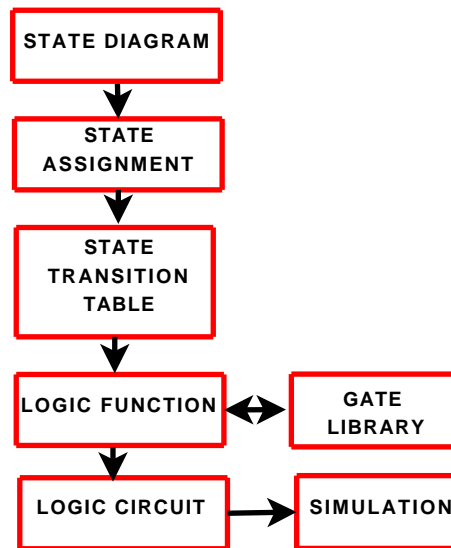 STATE DIAGRAM
STATE
ASSIGNMENT
STATE
TRANSITION
TABLE
LOGIC FUNCTION
GATE
LIBRARY
LOGIC CIRCUIT
SIMULATION